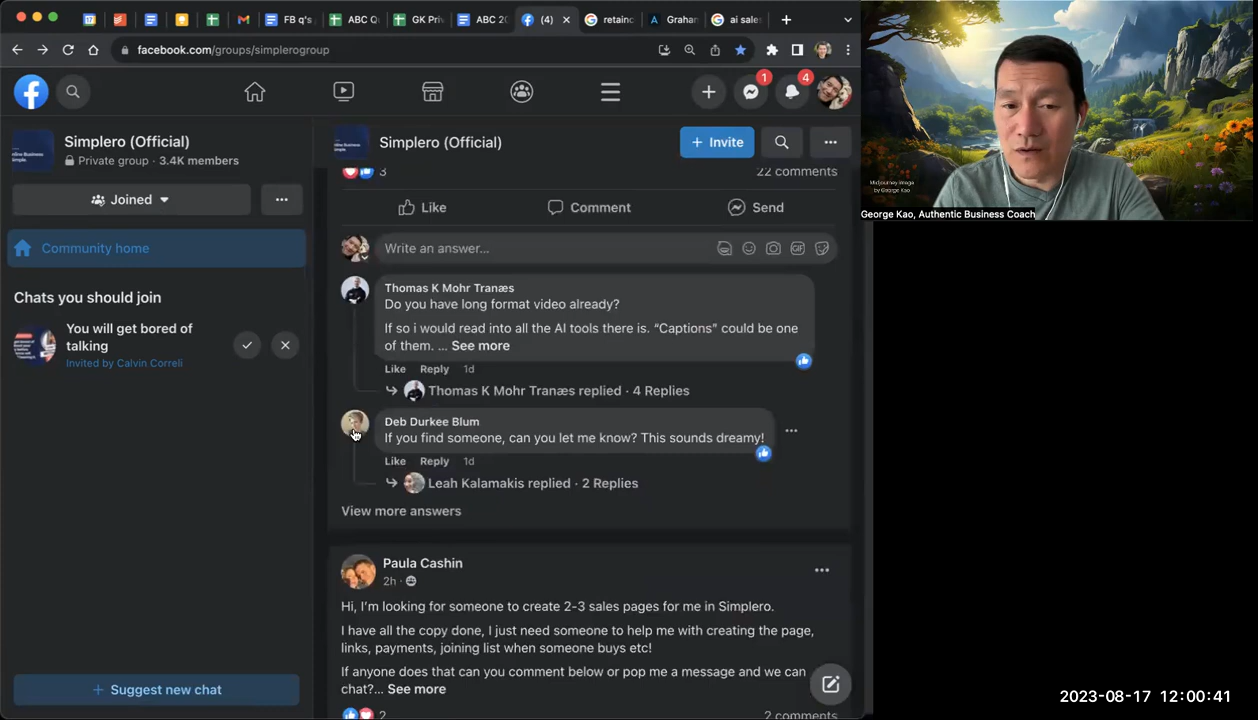 FB q's
ABC Q
GK Pri
ABC 20
(4)
retainc
Grahan
ai sale
facebook.com/groups/simplerogroup
1
4
Simplero (Official)
Private group · 3.4K members
Joined
Community home
Chats you should join
You will get bored of
talking
Invited by Calvin Correli
+ Suggest new chat
Simplero (Official)
+ Invite
3
22 comments
Like
Comment
Send
Write an answer...
GIF
Thomas K Mohr Tranæs
Do you have long format video already?
If so i would read into all the AI tools there is. “Captions” could be one
of them. ... See more
Like Reply 1d
Thomas K Mohr Tranæs replied · 4 Replies
Deb Durkee Blum
If you find someone, can you let me know? This sounds dreamy!
Like Reply 1d
Leah Kalamakis replied · 2 Replies
View more answers
Paula Cashin
2h ·
Hi, I’m looking for someone to create 2-3 sales pages for me in Simplero.
I have all the copy done, I just need someone to help me with creating the page,
links, payments, joining list when someone buys etc!
If anyone does that can you comment below or pop me a message and we can
chat?... See more
2
2 comments
Midjourney Image
by George Kao
George Kao, Authentic Business Coach
2023-08-17 12:00:41